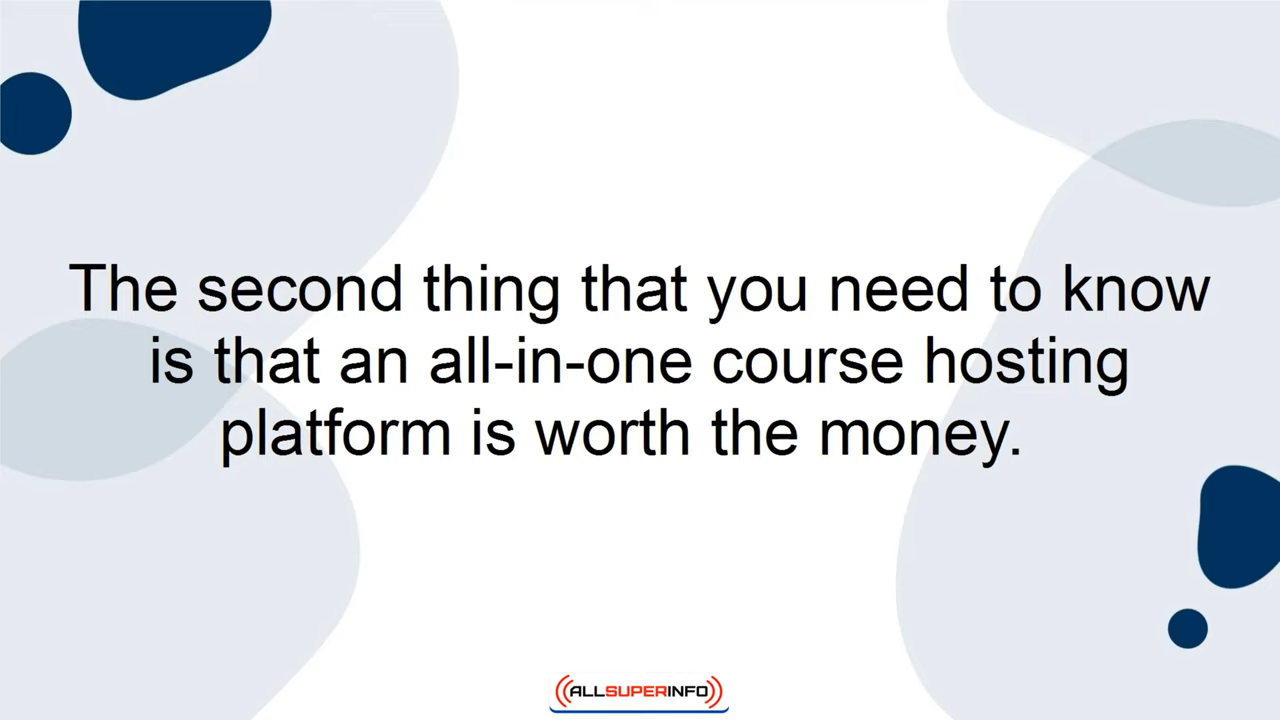 The second thing that you need to know
is that an all-in-one course hosting
platform is worth the money.
ALLSUPERINFO